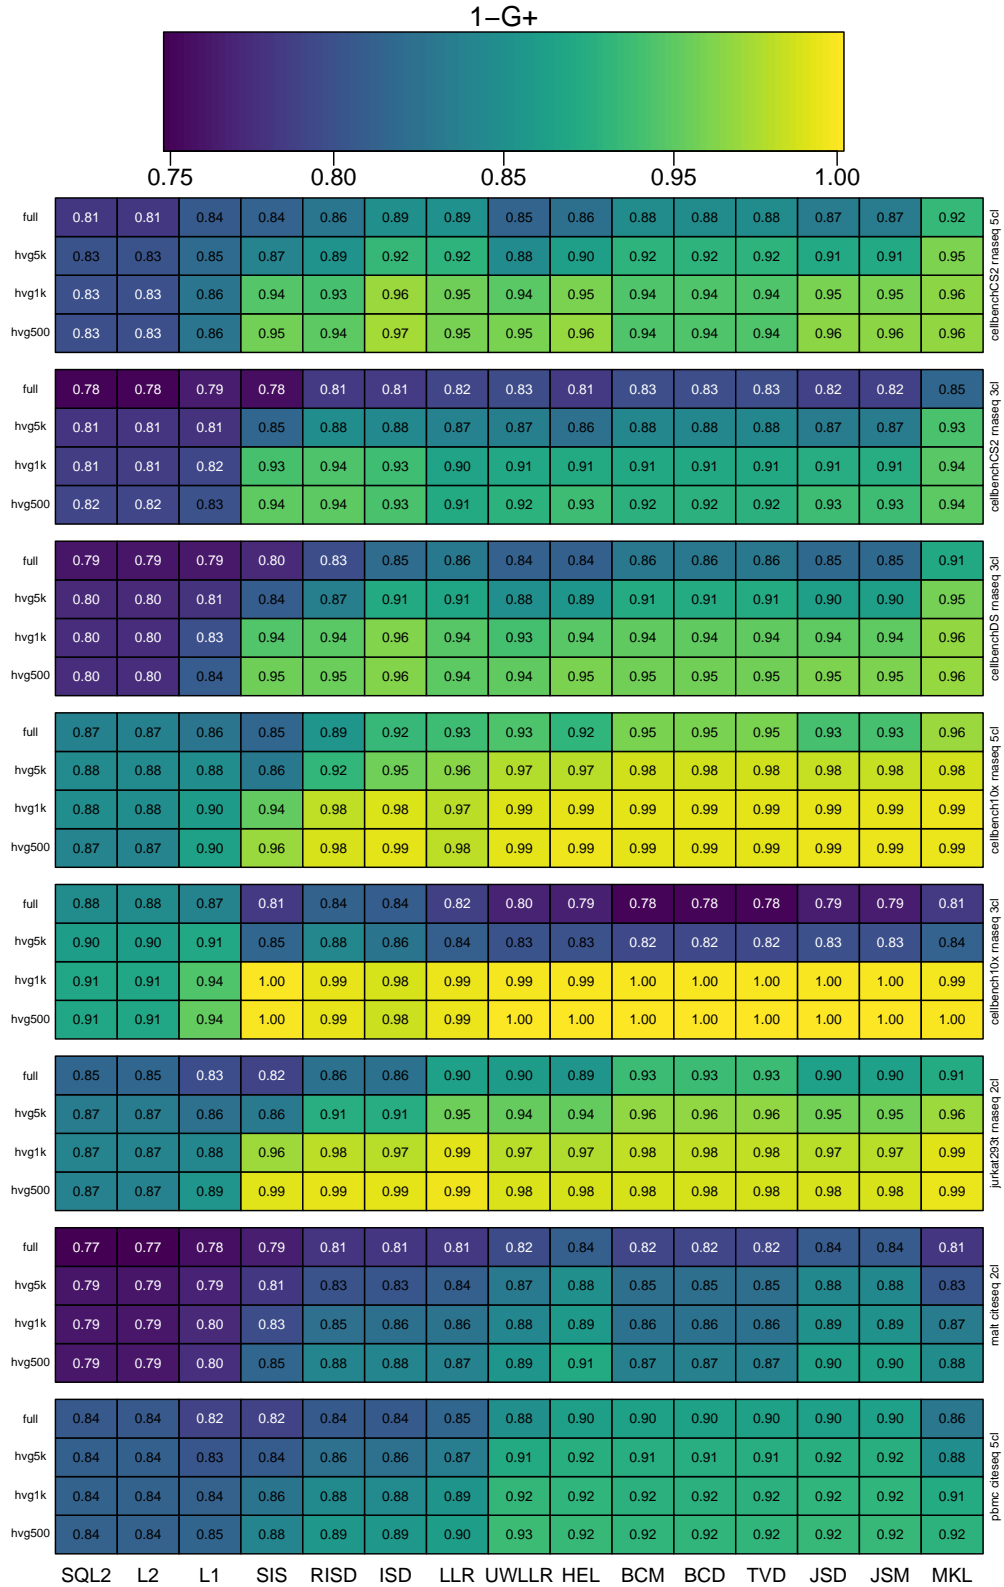 1−G+
0.75 0.80 0.85 0.95 1.00
full 0.81 0.81 0.84 0.84 0.86 0.89 0.89 0.85 0.86 0.88 0.88 0.88 0.87 0.87 0.92
hvg5k 0.83 0.83 0.85 0.87 0.89 0.92 0.92 0.88 0.90 0.92 0.92 0.92 0.91 0.91 0.95
hvg1k 0.83 0.83 0.86 0.94 0.93 0.96 0.95 0.94 0.95 0.94 0.94 0.94 0.95 0.95 0.96
hvg500 0.83 0.83 0.86 0.95 0.94 0.97 0.95 0.95 0.96 0.94 0.94 0.94 0.96 0.96 0.96
cellbenchCS2 rnaseq 5cl
full 0.78 0.78 0.79 0.78 0.81 0.81 0.82 0.83 0.81 0.83 0.83 0.83 0.82 0.82 0.85
hvg5k 0.81 0.81 0.81 0.85 0.88 0.88 0.87 0.87 0.86 0.88 0.88 0.88 0.87 0.87 0.93
hvg1k 0.81 0.81 0.82 0.93 0.94 0.93 0.90 0.91 0.91 0.91 0.91 0.91 0.91 0.91 0.94
hvg500 0.82 0.82 0.83 0.94 0.94 0.93 0.91 0.92 0.93 0.92 0.92 0.92 0.93 0.93 0.94
cellbenchCS2 rnaseq 3cl
full 0.79 0.79 0.79 0.80 0.83 0.85 0.86 0.84 0.84 0.86 0.86 0.86 0.85 0.85 0.91
hvg5k 0.80 0.80 0.81 0.84 0.87 0.91 0.91 0.88 0.89 0.91 0.91 0.91 0.90 0.90 0.95
hvg1k 0.80 0.80 0.83 0.94 0.94 0.96 0.94 0.93 0.94 0.94 0.94 0.94 0.94 0.94 0.96
hvg500 0.80 0.80 0.84 0.95 0.95 0.96 0.94 0.94 0.95 0.95 0.95 0.95 0.95 0.95 0.96
cellbenchDS rnaseq 3cl
full 0.87 0.87 0.86 0.85 0.89 0.92 0.93 0.93 0.92 0.95 0.95 0.95 0.93 0.93 0.96
hvg5k 0.88 0.88 0.88 0.86 0.92 0.95 0.96 0.97 0.97 0.98 0.98 0.98 0.98 0.98 0.98
hvg1k 0.88 0.88 0.90 0.94 0.98 0.98 0.97 0.99 0.99 0.99 0.99 0.99 0.99 0.99 0.99
hvg500 0.87 0.87 0.90 0.96 0.98 0.99 0.98 0.99 0.99 0.99 0.99 0.99 0.99 0.99 0.99
cellbench10x rnaseq 5cl
full 0.88 0.88 0.87 0.81 0.84 0.84 0.82 0.80 0.79 0.78 0.78 0.78 0.79 0.79 0.81
hvg5k 0.90 0.90 0.91 0.85 0.88 0.86 0.84 0.83 0.83 0.82 0.82 0.82 0.83 0.83 0.84
hvg1k 0.91 0.91 0.94 1.00 0.99 0.98 0.99 0.99 0.99 1.00 1.00 1.00 1.00 1.00 0.99
hvg500 0.91 0.91 0.94 1.00 0.99 0.98 0.99 1.00 1.00 1.00 1.00 1.00 1.00 1.00 1.00
cellbench10x rnaseq 3cl
full 0.85 0.85 0.83 0.82 0.86 0.86 0.90 0.90 0.89 0.93 0.93 0.93 0.90 0.90 0.91
hvg5k 0.87 0.87 0.86 0.86 0.91 0.91 0.95 0.94 0.94 0.96 0.96 0.96 0.95 0.95 0.96
hvg1k 0.87 0.87 0.88 0.96 0.98 0.97 0.99 0.97 0.97 0.98 0.98 0.98 0.97 0.97 0.99
hvg500 0.87 0.87 0.89 0.99 0.99 0.99 0.99 0.98 0.98 0.98 0.98 0.98 0.98 0.98 0.99
jurkat293t rnaseq 2cl
full 0.77 0.77 0.78 0.79 0.81 0.81 0.81 0.82 0.84 0.82 0.82 0.82 0.84 0.84 0.81
hvg5k 0.79 0.79 0.79 0.81 0.83 0.83 0.84 0.87 0.88 0.85 0.85 0.85 0.88 0.88 0.83
hvg1k 0.79 0.79 0.80 0.83 0.85 0.86 0.86 0.88 0.89 0.86 0.86 0.86 0.89 0.89 0.87
hvg500 0.79 0.79 0.80 0.85 0.88 0.88 0.87 0.89 0.91 0.87 0.87 0.87 0.90 0.90 0.88
malt citeseq 2cl
full 0.84 0.84 0.82 0.82 0.84 0.84 0.85 0.88 0.90 0.90 0.90 0.90 0.90 0.90 0.86
hvg5k 0.84 0.84 0.83 0.84 0.86 0.86 0.87 0.91 0.92 0.91 0.91 0.91 0.92 0.92 0.88
hvg1k 0.84 0.84 0.84 0.86 0.88 0.88 0.89 0.92 0.92 0.92 0.92 0.92 0.92 0.92 0.91
hvg500 0.84 0.84 0.85 0.88 0.89 0.89 0.90 0.93 0.92 0.92 0.92 0.92 0.92 0.92 0.92
pbmc citeseq 5cl
SQL2 L2 L1 SIS RISD ISD LLR UWLLR HEL BCM BCD TVD JSD JSM MKL